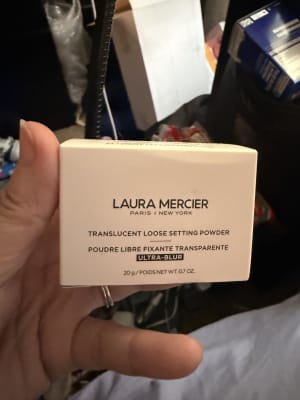 LAURA MERCIER
PARIS | NEW YORK
TRANSLUCENT LOOSE SETTING POWDER
POUDRE LIBRE FIXANTE TRANSPARENTE
ULTRA-BLUR
20 g / POIDS NET WT. 0.7 OZ.